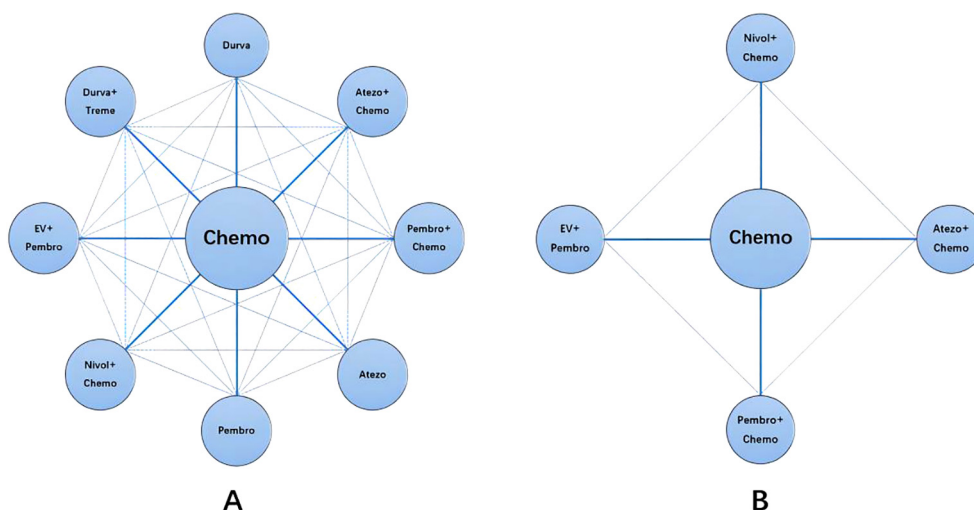 Durva
Durva+
Treme
Atezo+
Chemo
EV+
Pembro
Chemo
Pembro+
Chemo
Nivol+
Chemo
Atezo
Pembro
A
Nivol+
Chemo
EV+
Pembro
Chemo
Atezo+
Chemo
Pembro+
Chemo
B